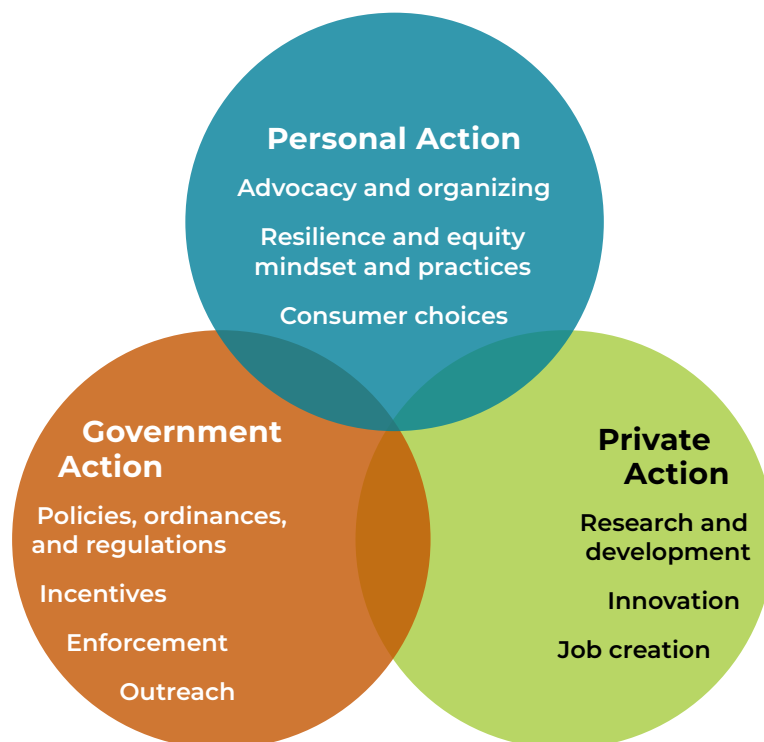 Personal Action
Advocacy and organizing
Resilience and equity
mindset and practices
Consumer choices
Government
Action
Policies, ordinances,
and regulations
Incentives
Enforcement
Outreach
Private
Action
Research and
development
Innovation
Job creation